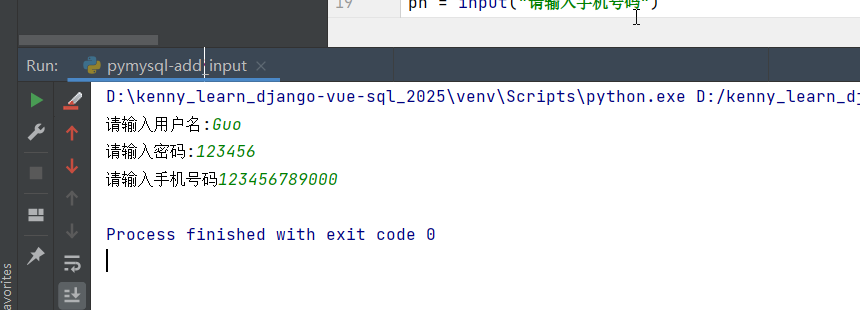 19 ph = input("请输入手机号码")
Run: pymysql-add_input
D:\kenny_learn_django-vue-sql_2025\venv\Scripts\python.exe D:/kenny_learn_dj
请输入用户名:Guo
请输入密码:123456
请输入手机号码123456789000
Process finished with exit code 0
avorites